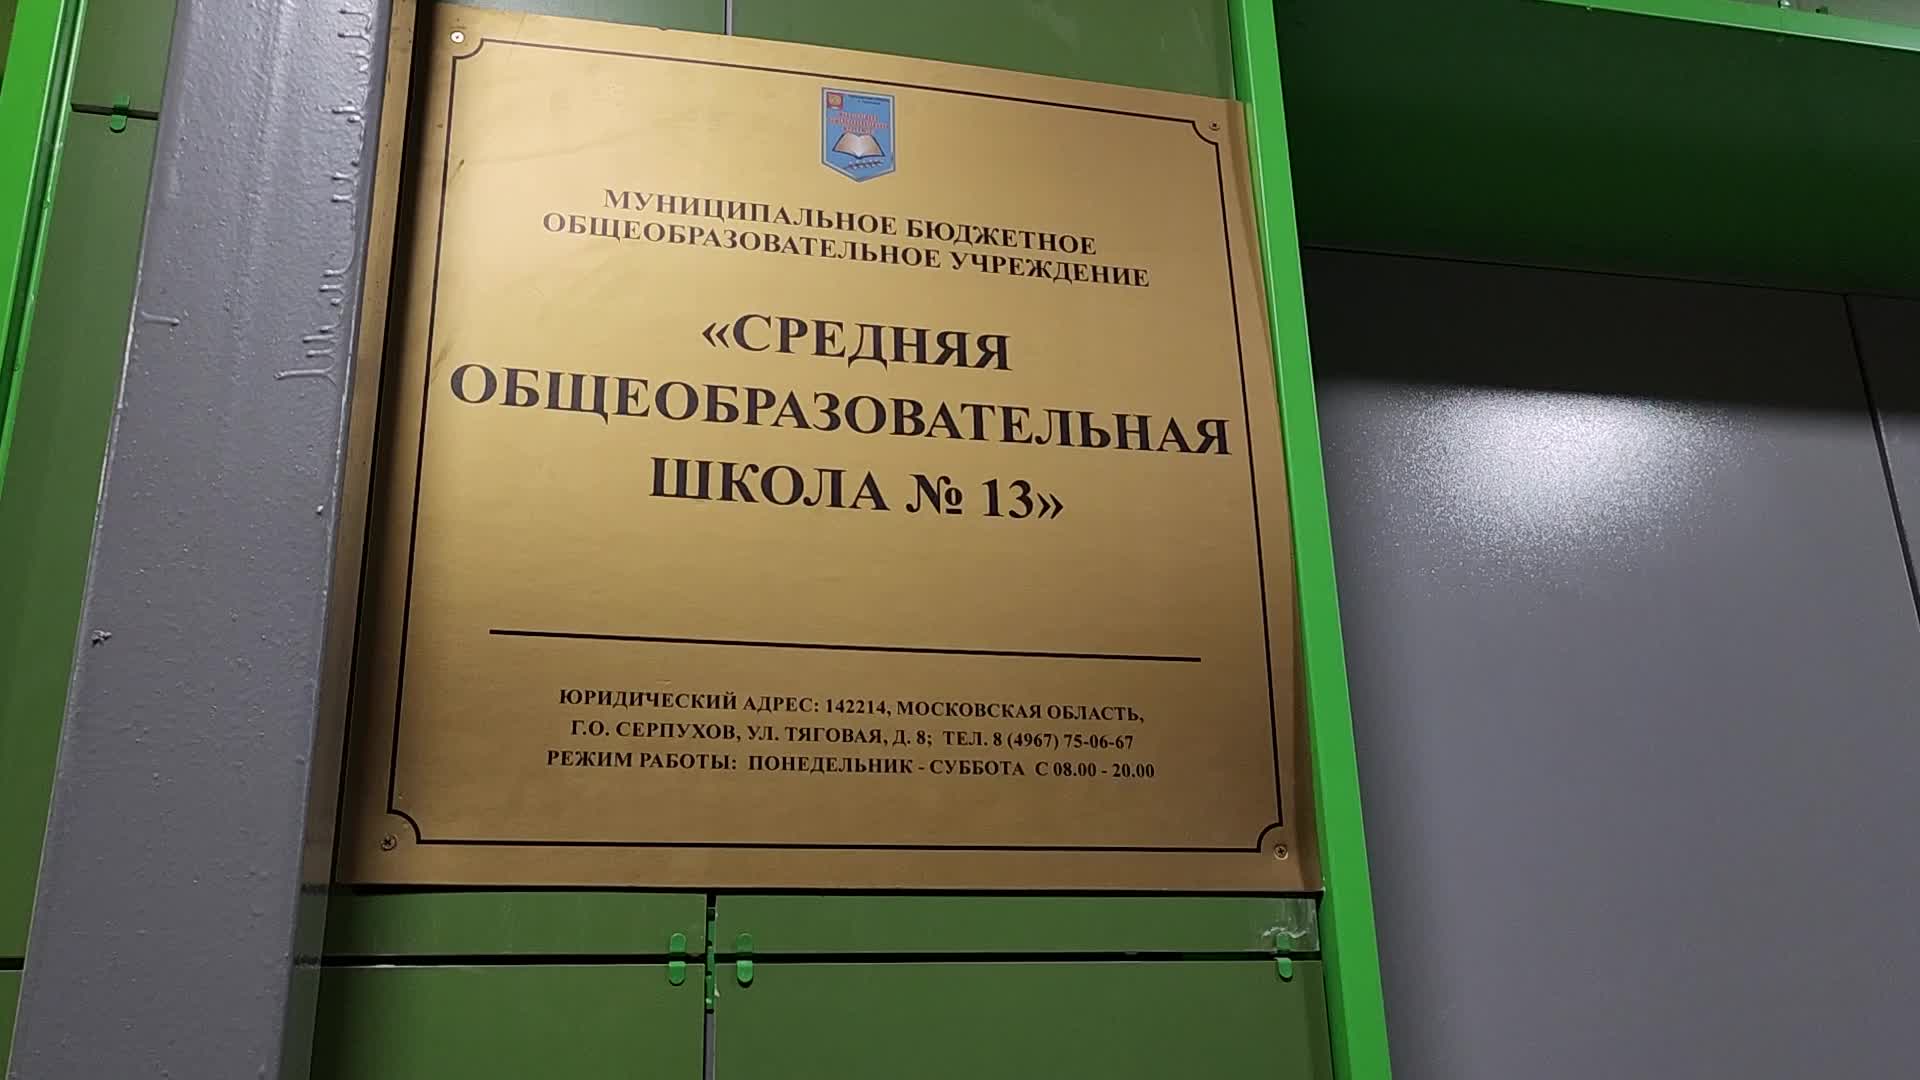 МУНИЦИПАЛЬНОЕ БЮДЖЕТНОЕ
ОБЩЕОБРАЗОВАТЕЛЬНОЕ УЧРЕЖДЕНИЕ
«СРЕДНЯЯ
ОБЩЕОБРАЗОВАТЕЛЬНАЯ
ШКОЛА № 13»
ЮРИДИЧЕСКИЙ АДРЕС: 142214, МОСКОВСКАЯ ОБЛАСТЬ,
Г.О. СЕРПУХОВ, УЛ. ТЯГОВАЯ, Д. 8; ТЕЛ. 8 (4967) 75-06-67
РЕЖИМ РАБОТЫ: ПОНЕДЕЛЬНИК - СУББОТА С 08.00 - 20.00